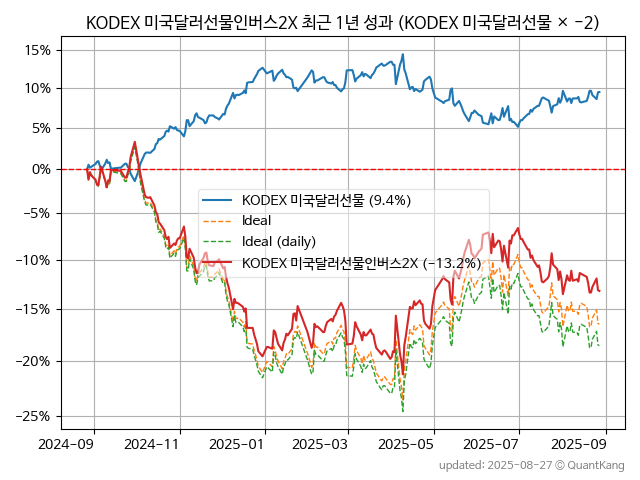 KODEX 미국달러선물인버스2X 최근 1년 성과 (KODEX 미국달러선물 × −2)
15%
10%
5%
0%
−5%
−10%
−15%
−20%
−25%
KODEX 미국달러선물 (9.4%)
Ideal
Ideal (daily)
KODEX 미국달러선물인버스2X (−13.2%)
2024-09 2024-11 2025-01 2025-03 2025-05 2025-07 2025-09
updated: 2025-08-27 © QuantKang